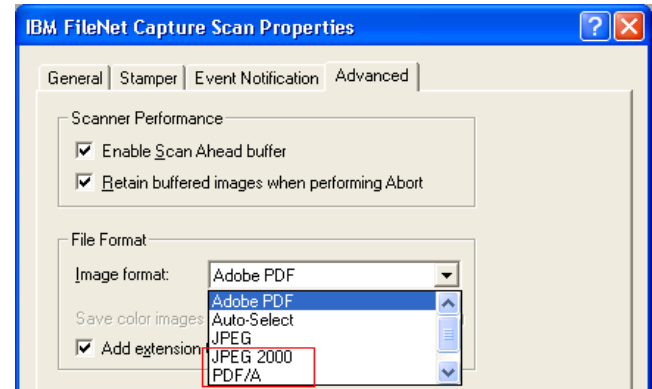 IBM FileNet Capture Scan Properties
General Stamper Event Notification Advanced
Scanner Performance
Enable Scan Ahead buffer
Retain buffered images when performing Abort
File Format
Image format: Adobe PDF
Adobe PDF
Save color images Auto-Select
JPEG
Add extension JPEG 2000
PDF/A